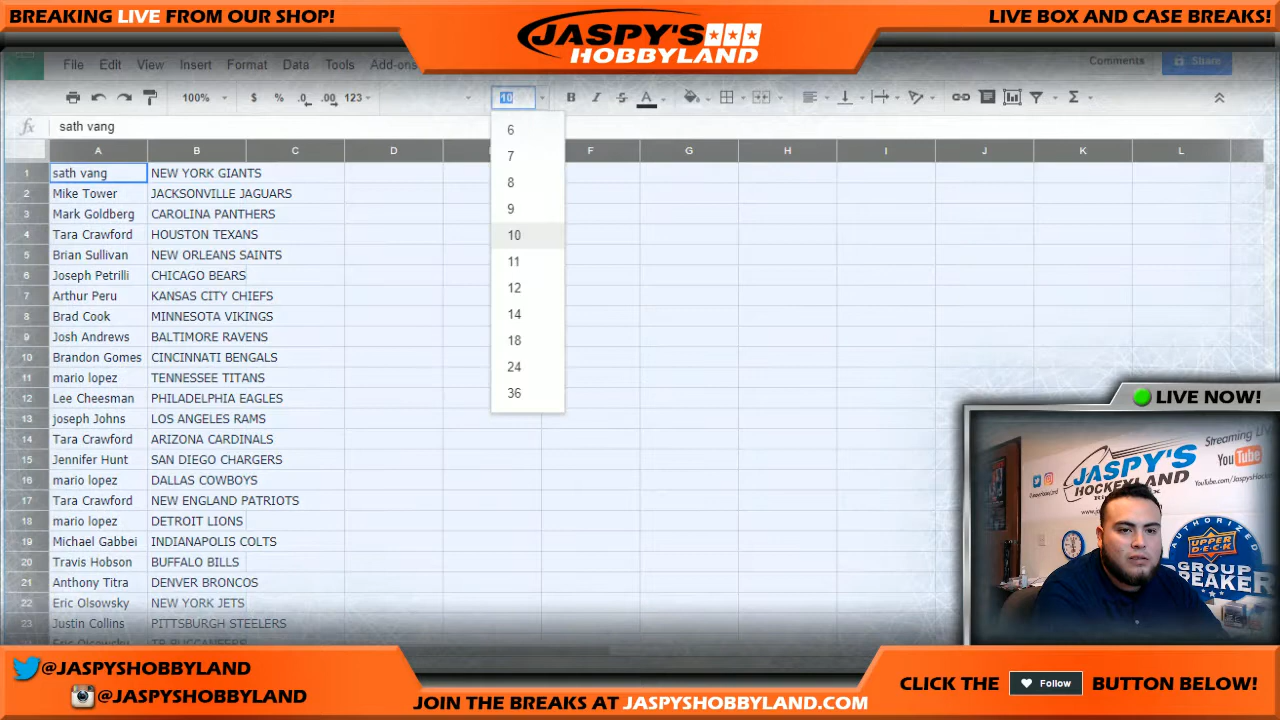 BREAKING LIVE FROM OUR SHOP!
JASPY'S
HOBBYLAND
LIVE BOX AND CASE BREAKS!
File Edit View Insert Format Data Tools Add-ons
Comments Share
100% $ % .0 .00 123 10
fx sath vang
A B C D F G H I J K L
1 sath vang NEW YORK GIANTS
2 Mike Tower JACKSONVILLE JAGUARS
3 Mark Goldberg CAROLINA PANTHERS
4 Tara Crawford HOUSTON TEXANS
5 Brian Sullivan NEW ORLEANS SAINTS
6 Joseph Petrilli CHICAGO BEARS
7 Arthur Peru KANSAS CITY CHIEFS
8 Brad Cook MINNESOTA VIKINGS
9 Josh Andrews BALTIMORE RAVENS
10 Brandon Gomes CINCINNATI BENGALS
11 mario lopez TENNESSEE TITANS
12 Lee Cheesman PHILADELPHIA EAGLES
13 joseph Johns LOS ANGELES RAMS
14 Tara Crawford ARIZONA CARDINALS
15 Jennifer Hunt SAN DIEGO CHARGERS
16 mario lopez DALLAS COWBOYS
17 Tara Crawford NEW ENGLAND PATRIOTS
18 mario lopez DETROIT LIONS
19 Michael Gabbei INDIANAPOLIS COLTS
20 Travis Hobson BUFFALO BILLS
21 Anthony Titra DENVER BRONCOS
22 Eric Olsowsky NEW YORK JETS
23 Justin Collins PITTSBURGH STEELERS
Eric Olsowsky TB BUCCANEERS
6
7
8
9
10
11
12
14
18
24
36
LIVE NOW!
Streaming LIVE
YouTube
JASPY'S
HOCKEYLAND
AUTHORIZED
UPPER DECK
GROUP
BREAKER
@JASPYSHOBBYLAND
@JASPYSHOBBYLAND
JOIN THE BREAKS AT JASPYSHOBBYLAND.COM
CLICK THE Follow BUTTON BELOW!